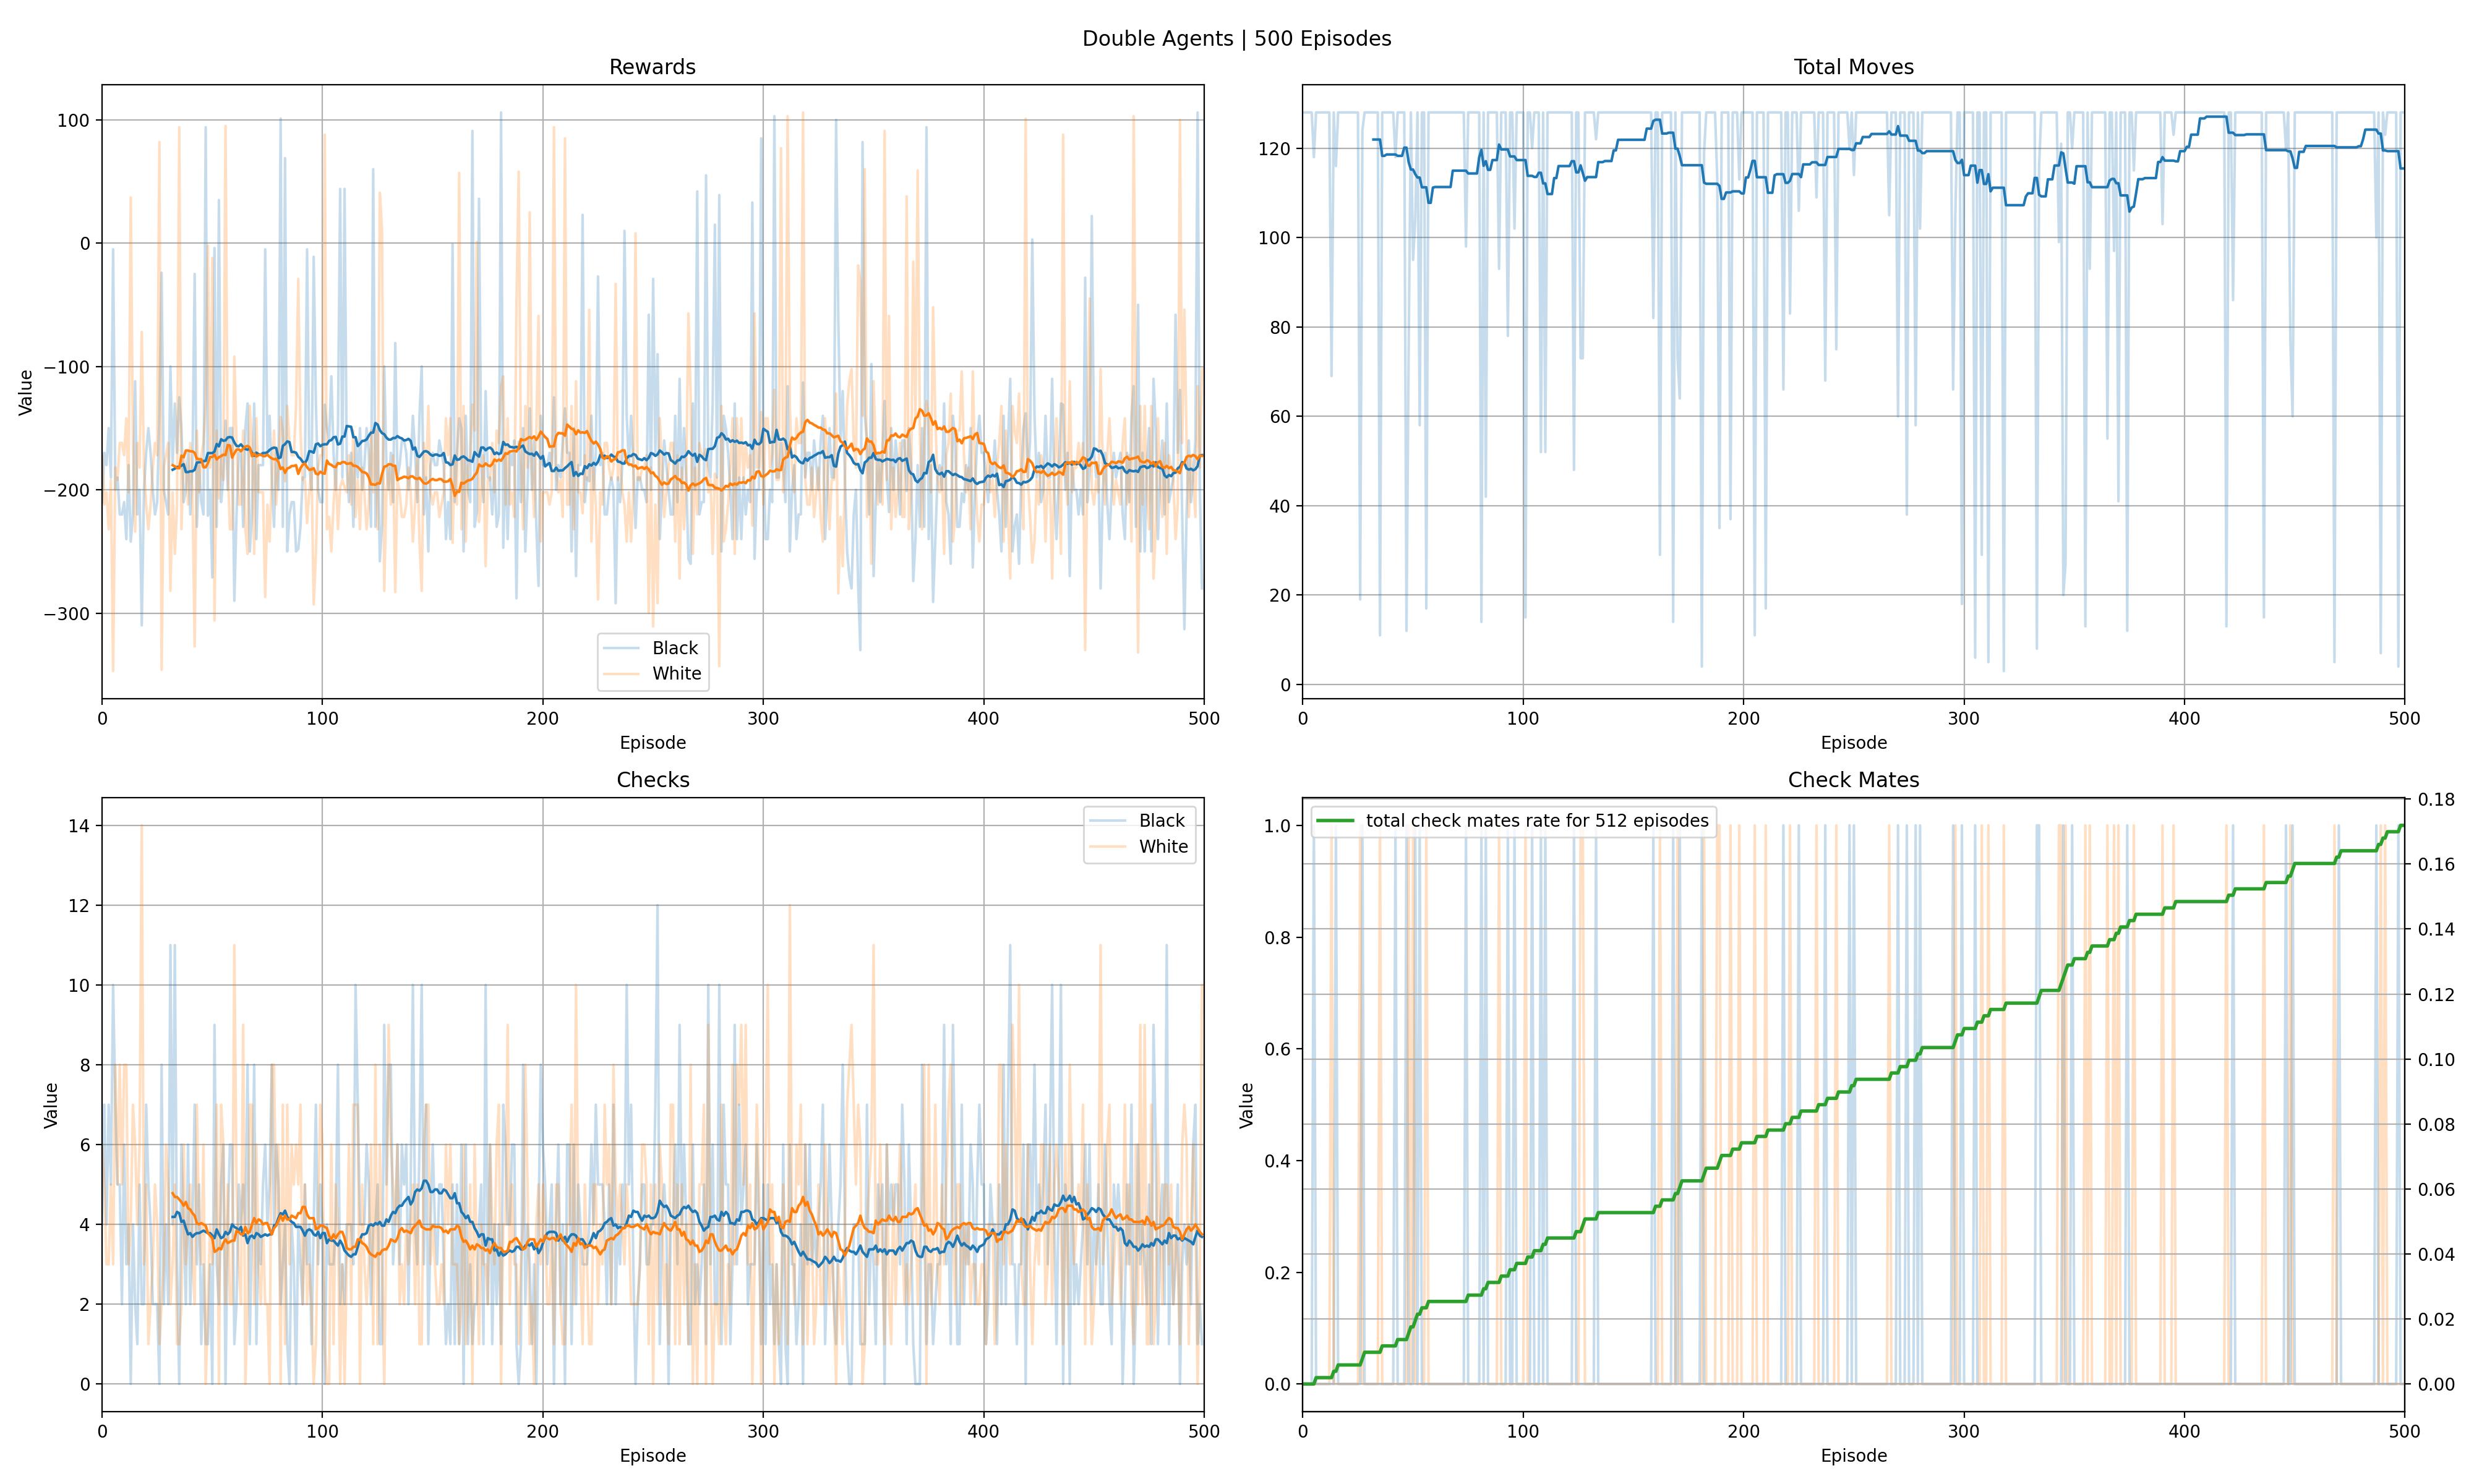 Double Agents | 500 Episodes
Rewards
Value
100
0
−100
−200
−300
Black
White
0 100 200 300 400 500
Episode
Total Moves
120
100
80
60
40
20
0
0 100 200 300 400 500
Episode
Checks
Value
14
12
10
8
6
4
2
0
Black
White
0 100 200 300 400 500
Episode
Check Mates
Value
total check mates rate for 512 episodes
1.0
0.8
0.6
0.4
0.2
0.0
0.18
0.16
0.14
0.12
0.10
0.08
0.06
0.04
0.02
0.00
0 100 200 300 400 500
Episode